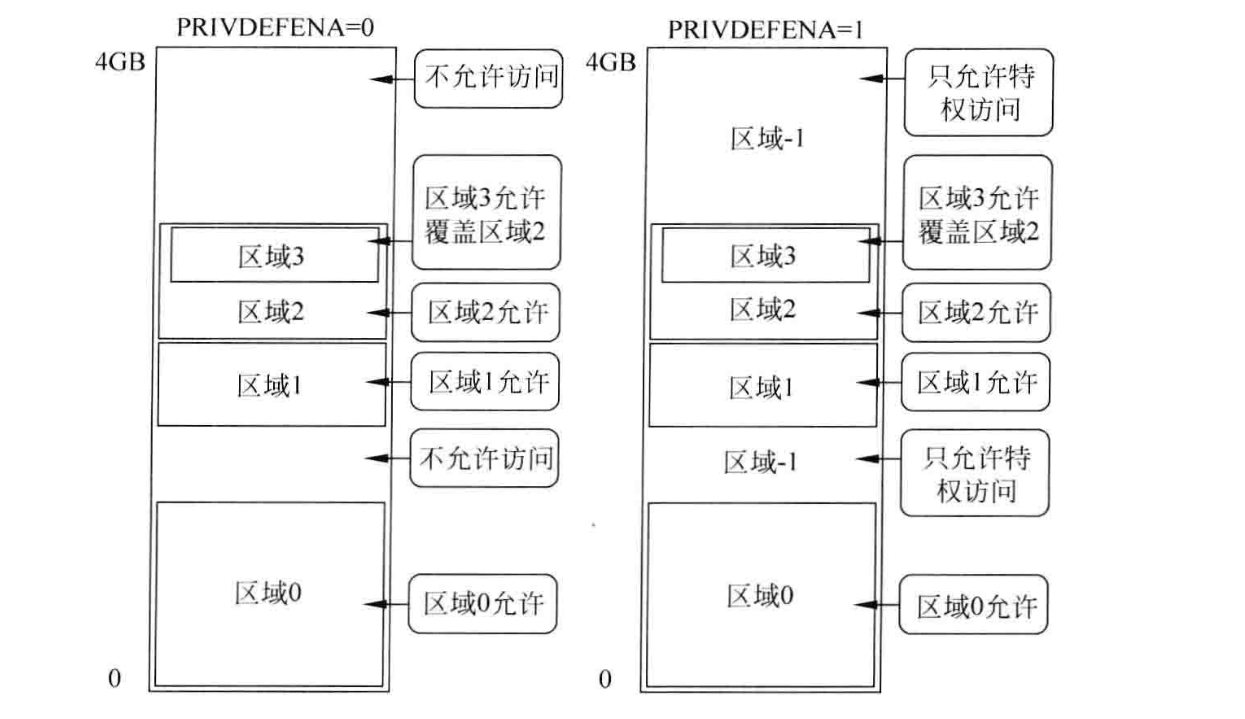 PRIVDEFENA=0
4GB
不允许访问
区域3允许
覆盖区域2
区域3
区域2
区域2允许
区域1
区域1允许
不允许访问
区域0
区域0允许
0
PRIVDEFENA=1
4GB
只允许特
权访问
区域-1
区域3允许
覆盖区域2
区域3
区域2
区域2允许
区域1
区域1允许
区域-1
只允许特
权访问
区域0
区域0允许
0